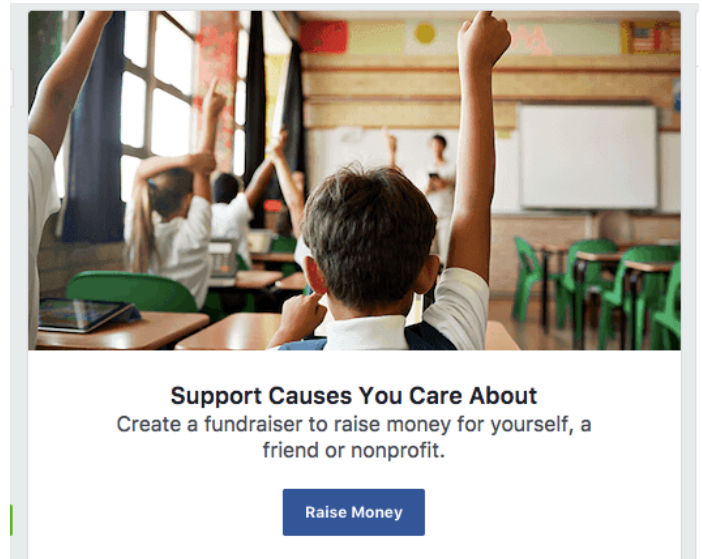 Support Causes You Care About
Create a fundraiser to raise money for yourself, a
friend or nonprofit.
Raise Money